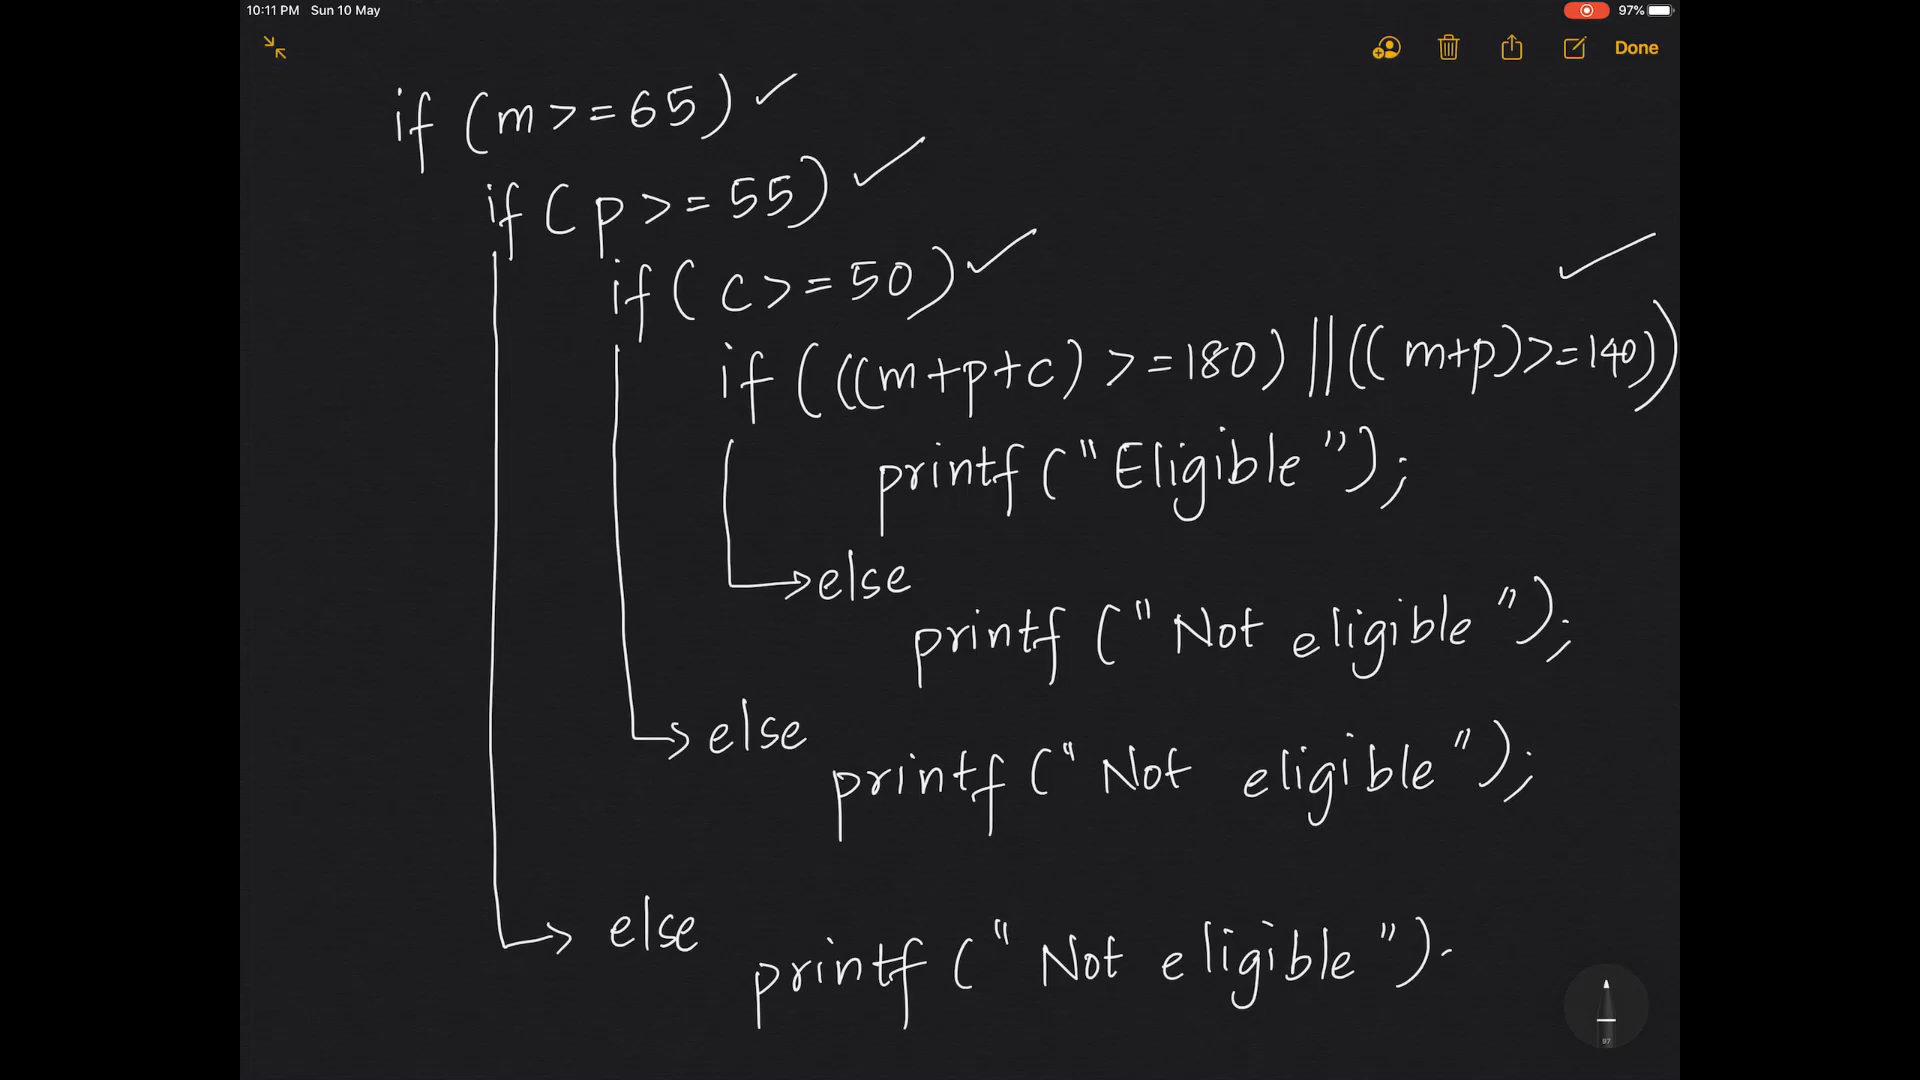 10:11 PM Sun 10 May 97%
Done
if (m >= 65) ✓
if (p >= 55) ✓
if (c >= 50) ✓
if (((m+p+c) >= 180) || ((m+p) >= 140)) ✓
printf ("Eligible");
→ else
printf ("Not eligible");
→ else
printf ("Not eligible");
→ else
printf ("Not eligible")
97